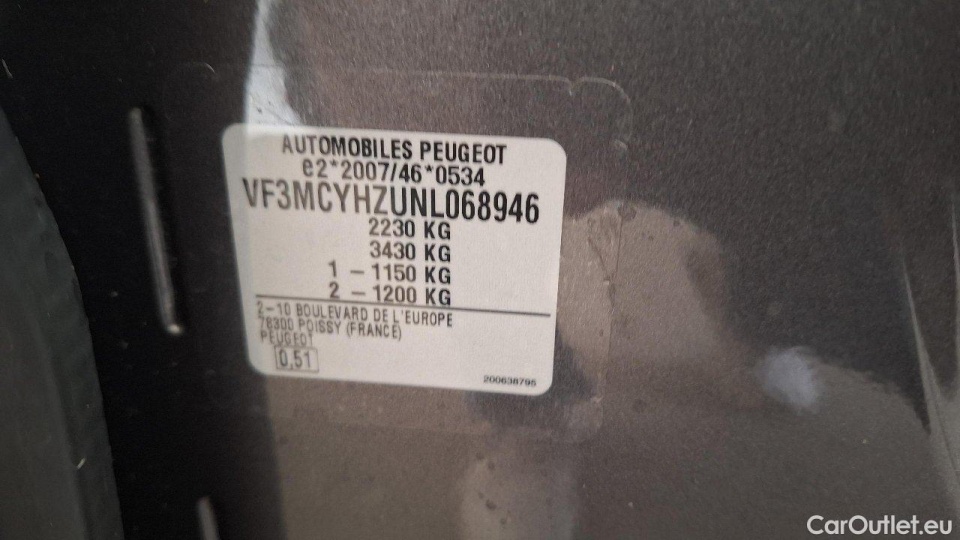 AUTOMOBILES PEUGEOT
e2*2007/46*0534
VF3MCYHZUNL068946
2230 KG
3430 KG
1 – 1150 KG
2 – 1200 KG
2–10 BOULEVARD DE L'EUROPE
78300 POISSY (FRANCE)
PEUGEOT
0,51
200638795
CarOutlet.eu